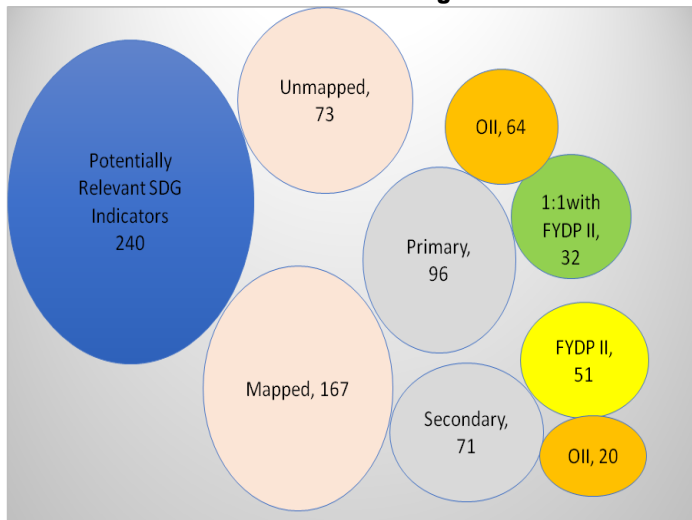 Potentially
Relevant SDG
Indicators
240
Unmapped,
73
Mapped, 167
Primary,
96
Secondary,
71
OII, 64
1:1with
FYDP II,
32
FYDP II,
51
OII, 20